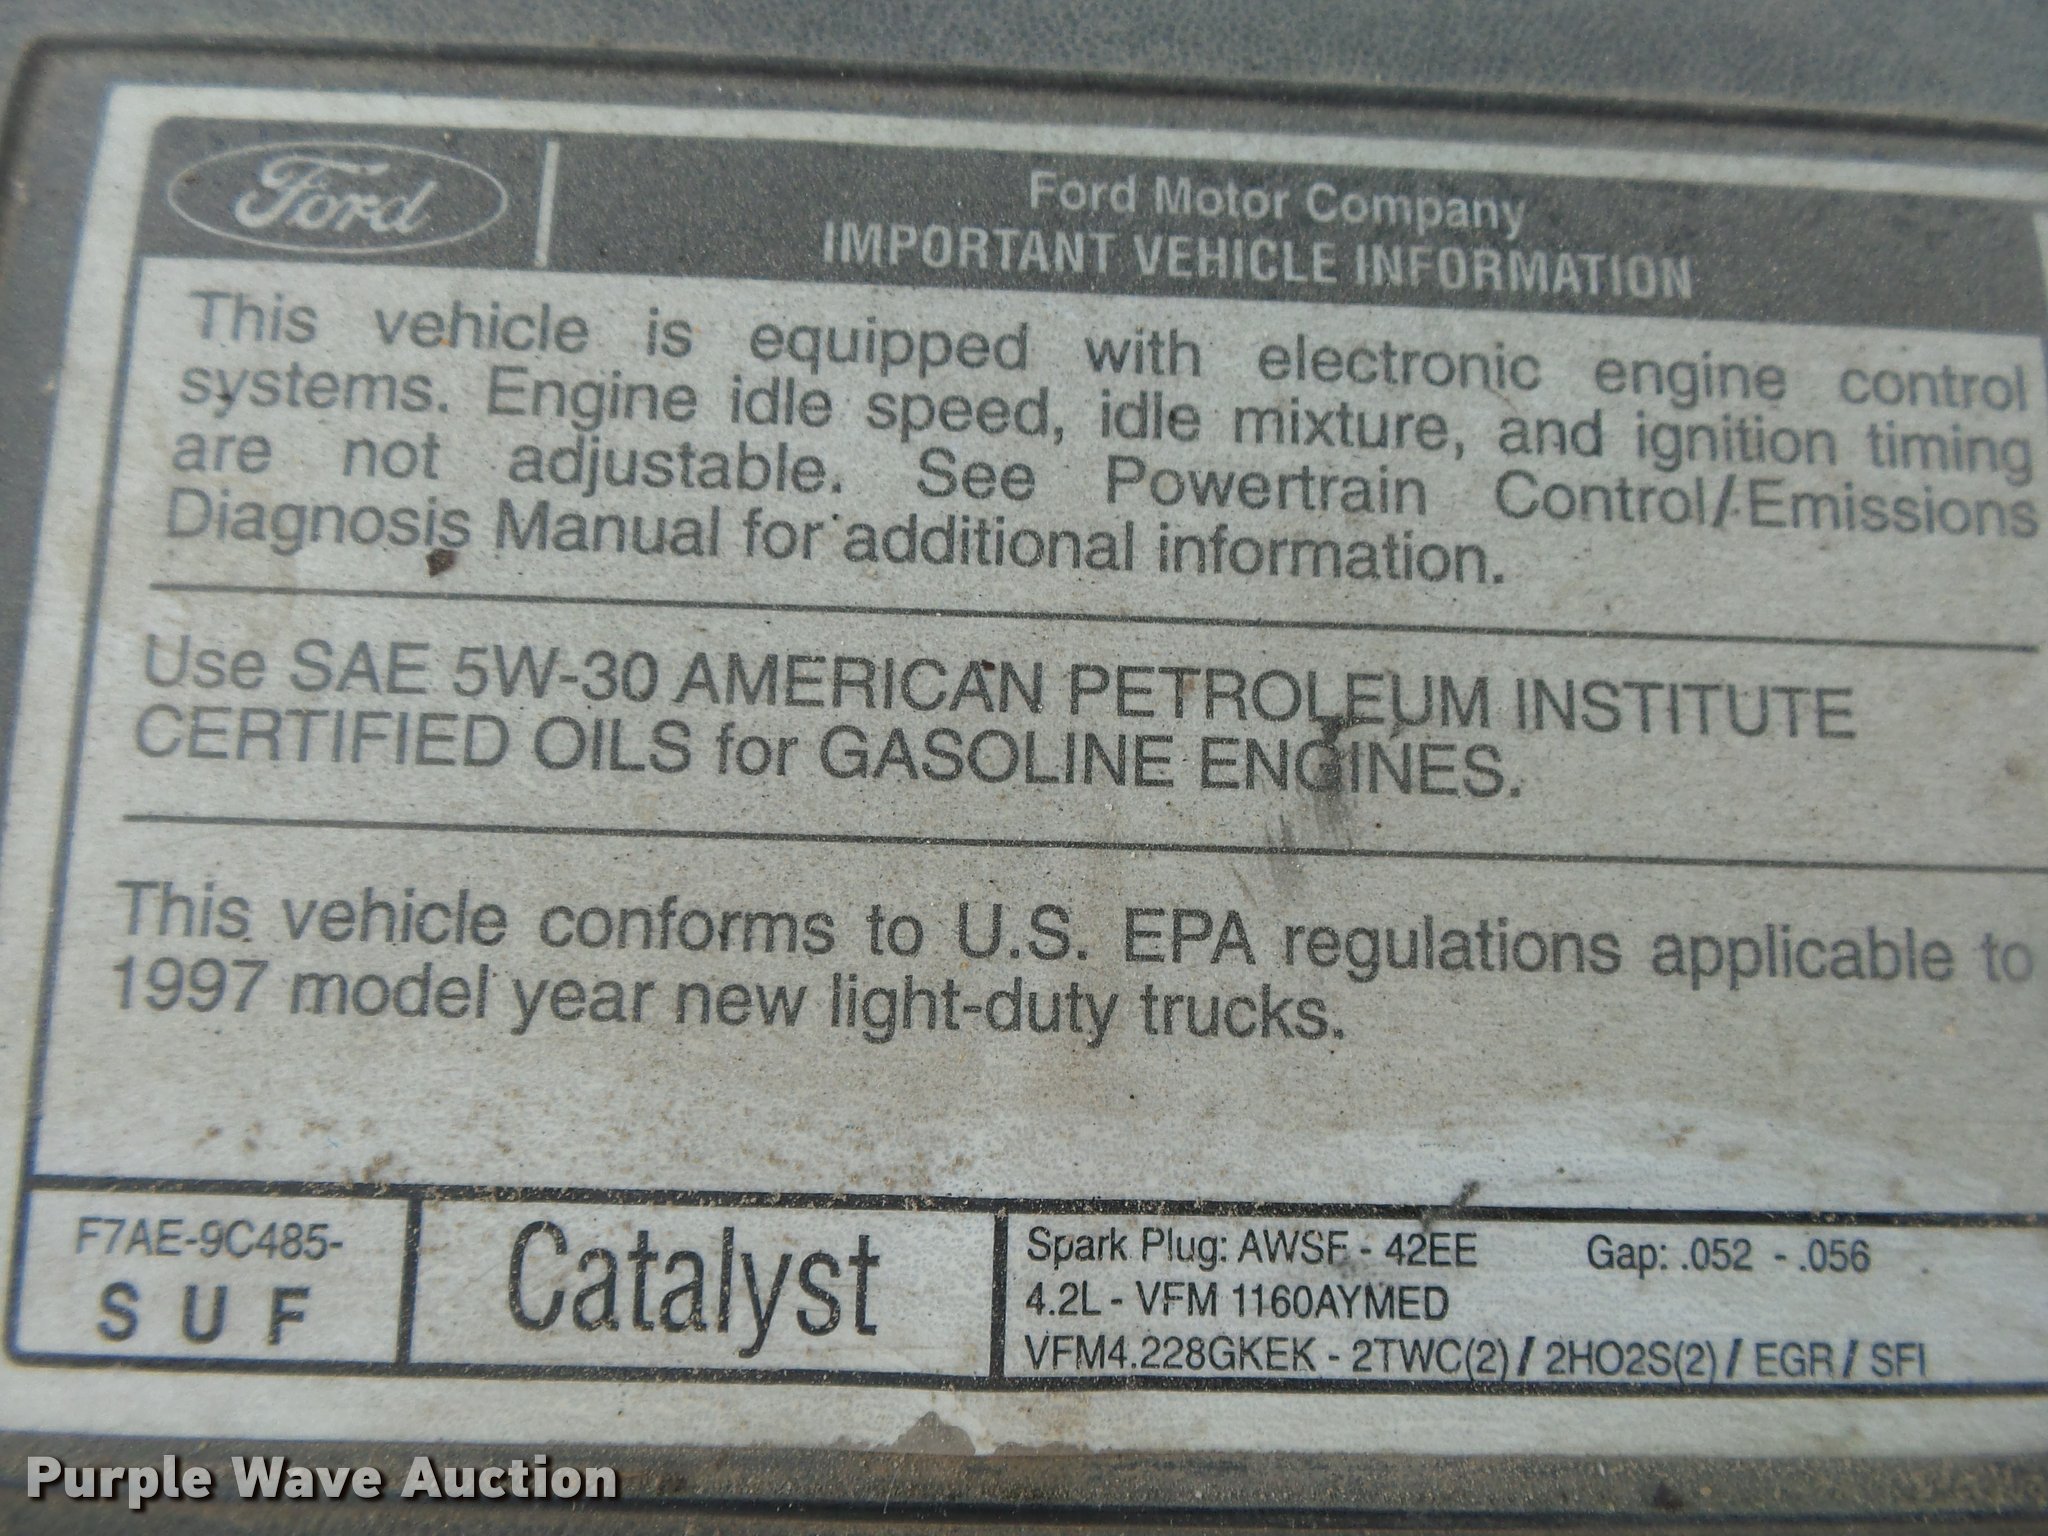 Ford
Ford Motor Company
IMPORTANT VEHICLE INFORMATION
This vehicle is equipped with electronic engine control
systems. Engine idle speed, idle mixture, and ignition timing
are not adjustable. See Powertrain Control/Emissions
Diagnosis Manual for additional information.
Use SAE 5W-30 AMERICAN PETROLEUM INSTITUTE
CERTIFIED OILS for GASOLINE ENGINES.
This vehicle conforms to U.S. EPA regulations applicable to
1997 model year new light-duty trucks.
F7AE-9C485-
S U F
Catalyst
Spark Plug: AWSF - 42EE Gap: .052 - .056
4.2L - VFM 1160AYMED
VFM4.228GKEK - 2TWC(2) / 2HO2S(2) / EGR / SFI
Purple Wave Auction